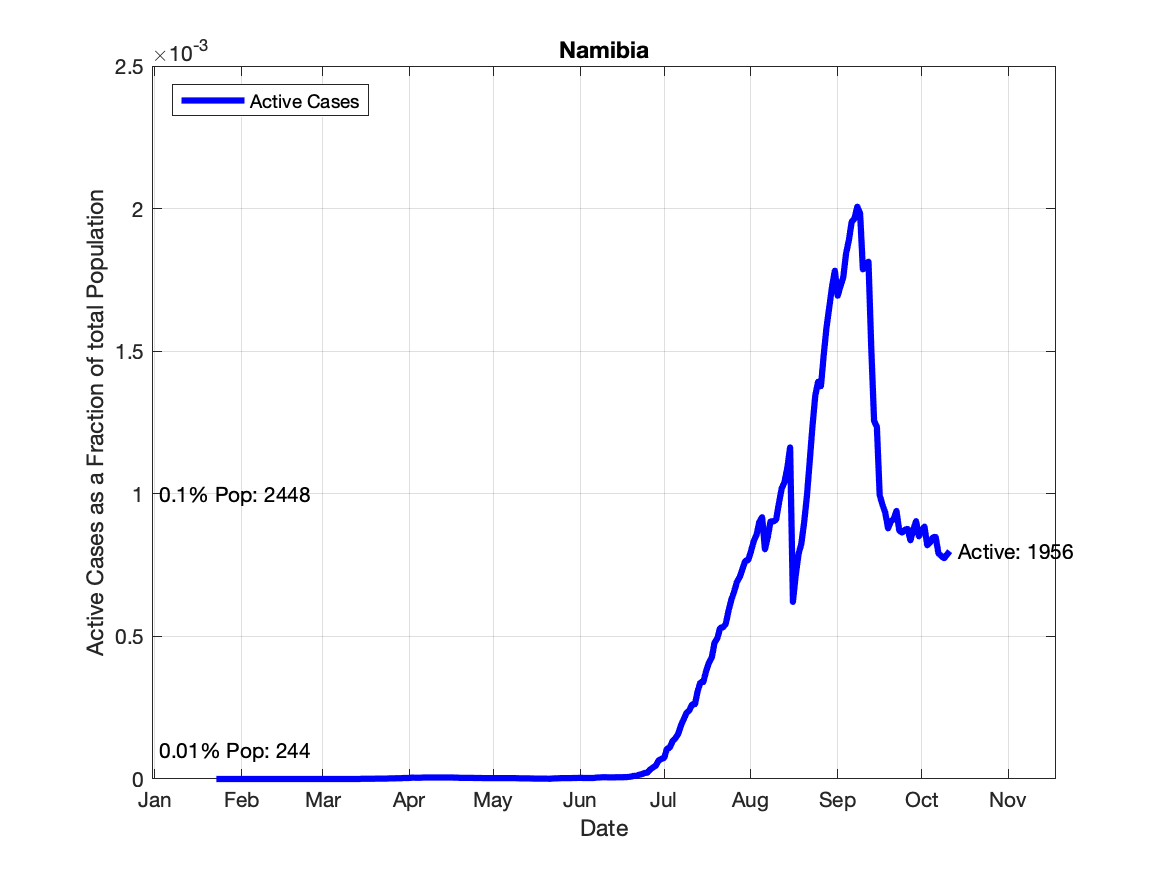 Namibia
×10-3
2.5
2
1.5
1
0.5
0
Active Cases
Active Cases as a Fraction of total Population
0.1% Pop: 2448
0.01% Pop: 244
Active: 1956
Jan Feb Mar Apr May Jun Jul Aug Sep Oct Nov
Date